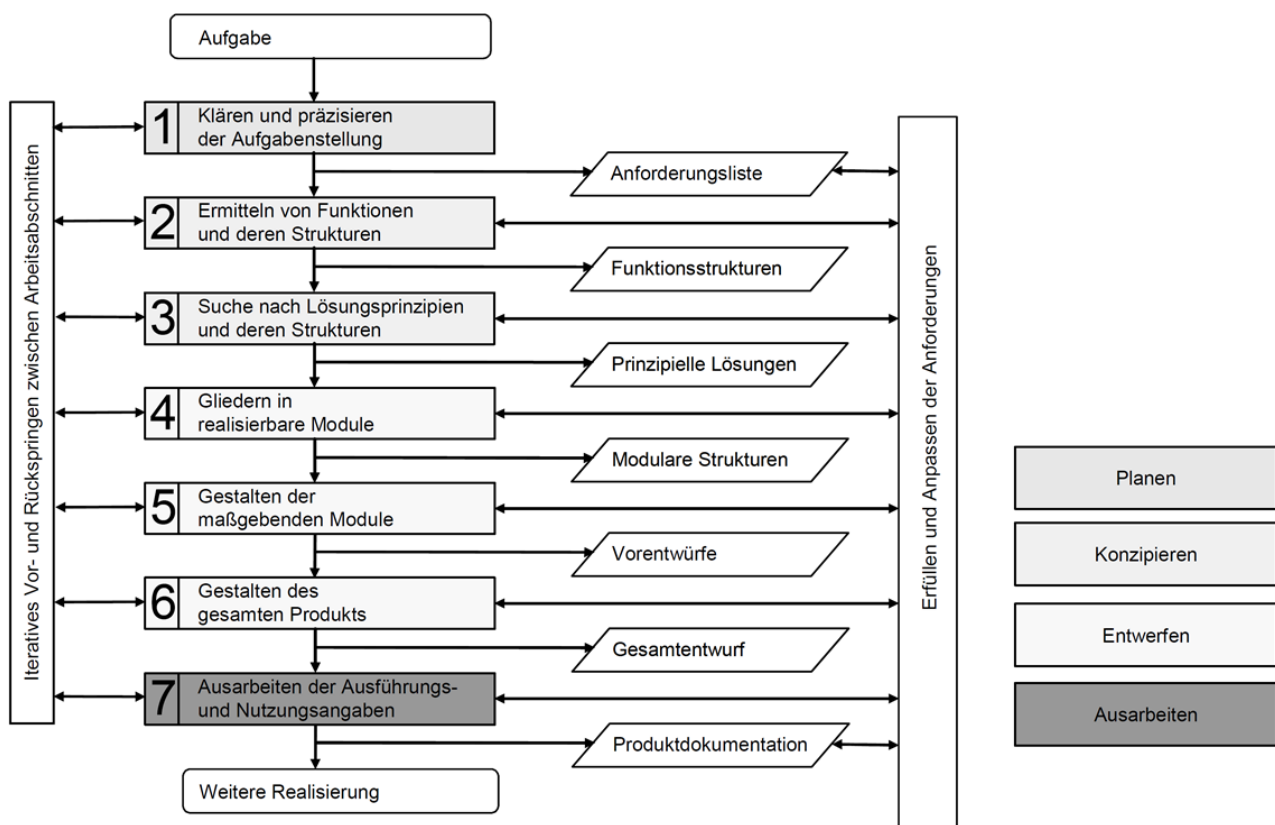 Aufgabe
Iteratives Vor- und Rückspringen zwischen Arbeitsabschnitten
1
Klären und präzisieren
der Aufgabenstellung
Anforderungsliste
2
Ermitteln von Funktionen
und deren Strukturen
Funktionsstrukturen
3
Suche nach Lösungsprinzipien
und deren Strukturen
Prinzipielle Lösungen
4
Gliedern in
realisierbare Module
Modulare Strukturen
5
Gestalten der
maßgebenden Module
Vorentwürfe
6
Gestalten des
gesamten Produkts
Gesamtentwurf
7
Ausarbeiten der Ausführungs-
und Nutzungsangaben
Produktdokumentation
Weitere Realisierung
Erfüllen und Anpassen der Anforderungen
Planen
Konzipieren
Entwerfen
Ausarbeiten